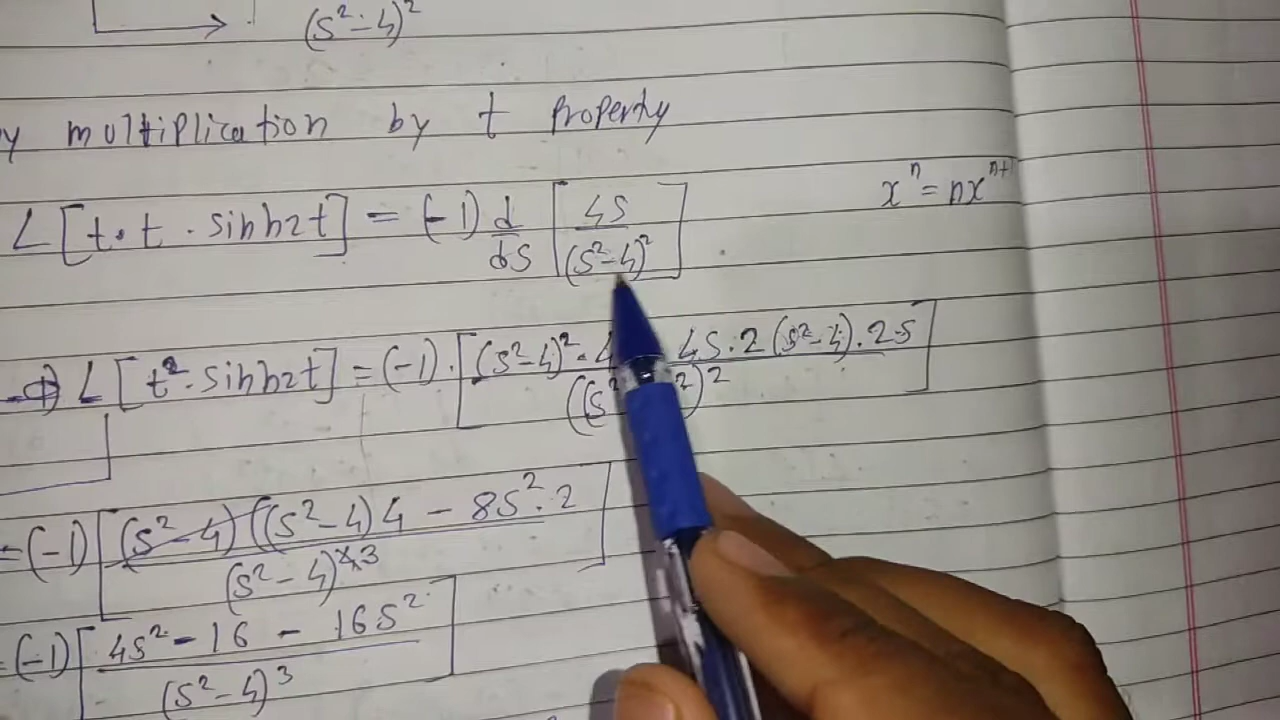 (s²-4)²
y multiplication by t Property
L[t.t.sinh2t] = (-1) d/ds [4s/(s²-4)²]
xⁿ = nxⁿ⁺
L[t².sinh2t] = (-1).[(s²-4)².4 4s.2(s²-4).2s / ((s² ²)²]
= (-1)[(s²-4)((s²-4)4 - 8s².2 / (s²-4)⁴ 3]
= (-1)[4s²-16 - 16s² / (s²-4)³]